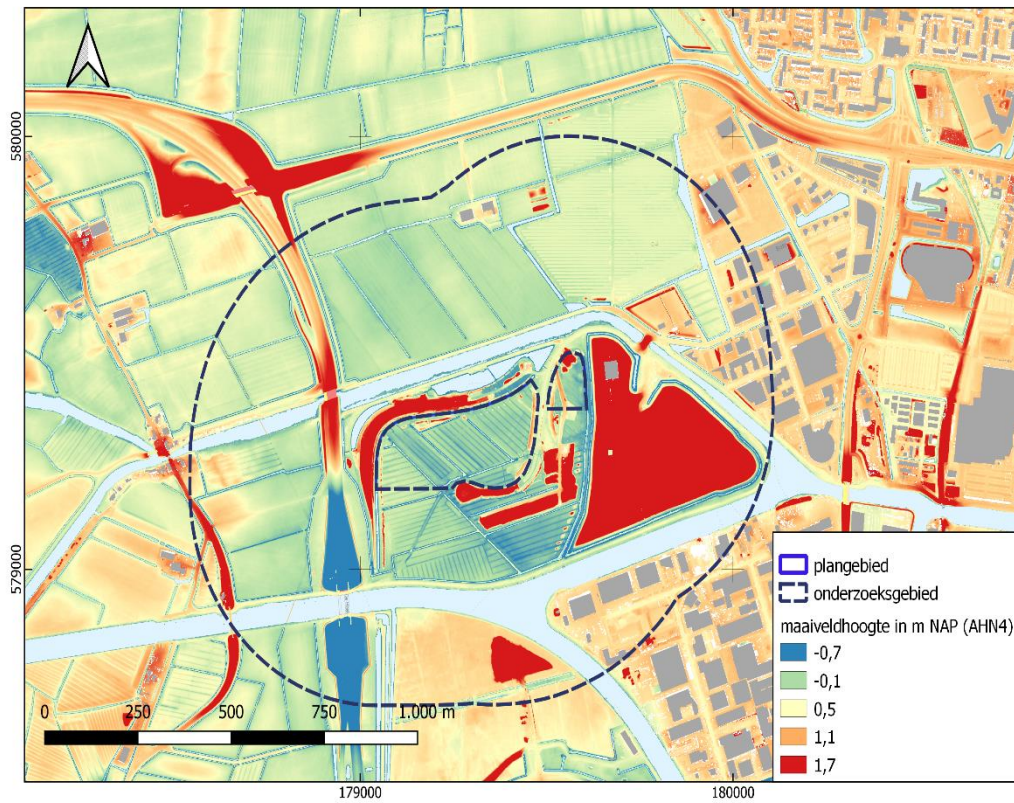 580000
579000
0 250 500 750 1.000 m
plangebied
onderzoeksgebied
maaiveldhoogte in m NAP (AHN4)
-0,7
-0,1
0,5
1,1
1,7
179000 180000